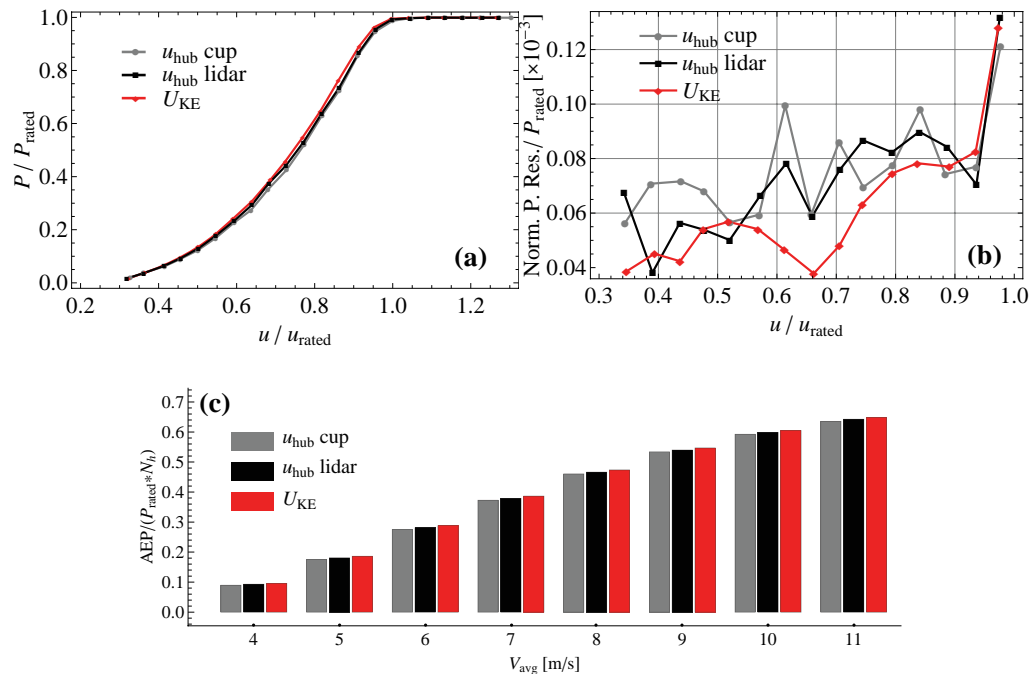 (a)
1.0
0.8
0.6
0.4
0.2
0.0
P / P_rated
u_hub cup
u_hub lidar
U_KE
0.2 0.4 0.6 0.8 1.0 1.2
u / u_rated
(b)
0.12
0.10
0.08
0.06
0.04
Norm. P. Res./ P_rated [×10⁻³]
u_hub cup
u_hub lidar
U_KE
0.3 0.4 0.5 0.6 0.7 0.8 0.9 1.0
u / u_rated
(c)
0.7
0.6
0.5
0.4
0.3
0.2
0.1
0.0
AEP/(P_rated*N_h)
u_hub cup
u_hub lidar
U_KE
4 5 6 7 8 9 10 11
V_avg [m/s]